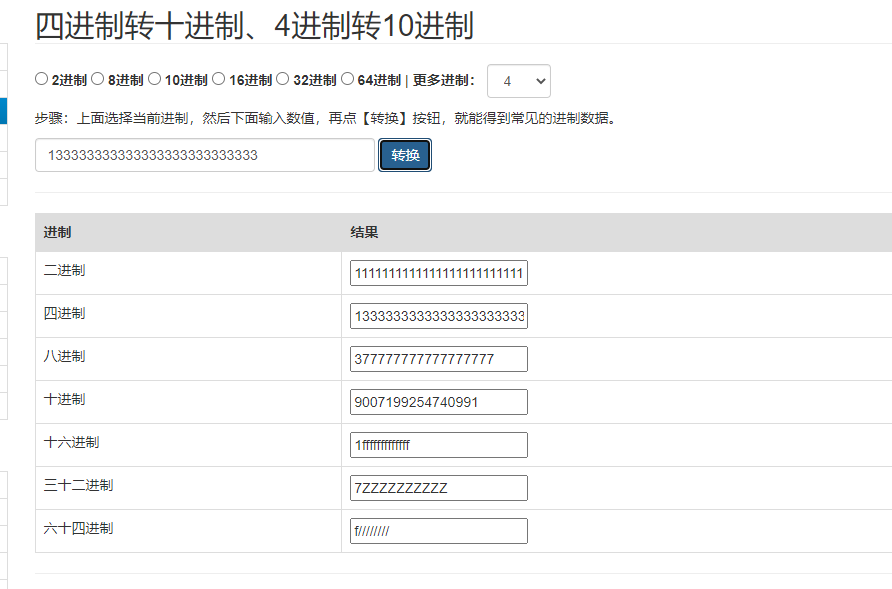 四进制转十进制、4进制转10进制
2进制 8进制 10进制 16进制 32进制 64进制 | 更多进制： 4
步骤：上面选择当前进制，然后下面输入数值，再点【转换】按钮，就能得到常见的进制数据。
133333333333333333333333333 转换
进制 结果
二进制 1111111111111111111111111
四进制 1333333333333333333333
八进制 377777777777777777
十进制 9007199254740991
十六进制 1fffffffffffff
三十二进制 7ZZZZZZZZZZ
六十四进制 f////////